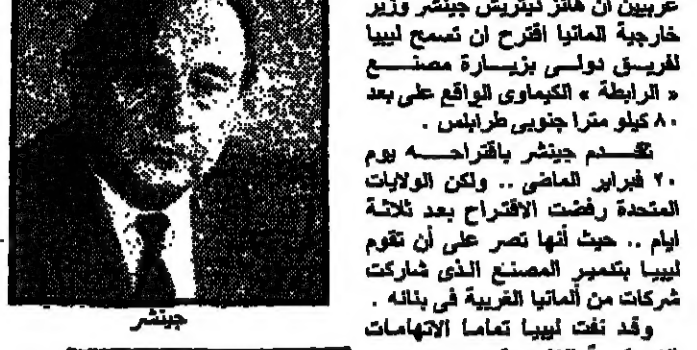 عربيين ان هانز ديتريش جينشر وزير
خارجية المانيا اقترح ان تسمح ليبيا
لفريق دولى بزيارة مصنع
« الرابطة » الكيماوى الواقع على بعد
٨٠ كيلو مترا جنوبى طرابلس .
تقدم جينشر باقتراحه يوم
٢٠ فبراير الماضى .. ولكن الولايات
المتحدة رفضت الاقتراح بعد ثلاثة
ايام .. حيث أنها تصر على أن تقوم
ليبيا بتدمير المصنع الذى شاركت
شركات من ألمانيا الغربية فى بنائه .
وقد نفت ليبيا تماما الاتهامات
جينشر